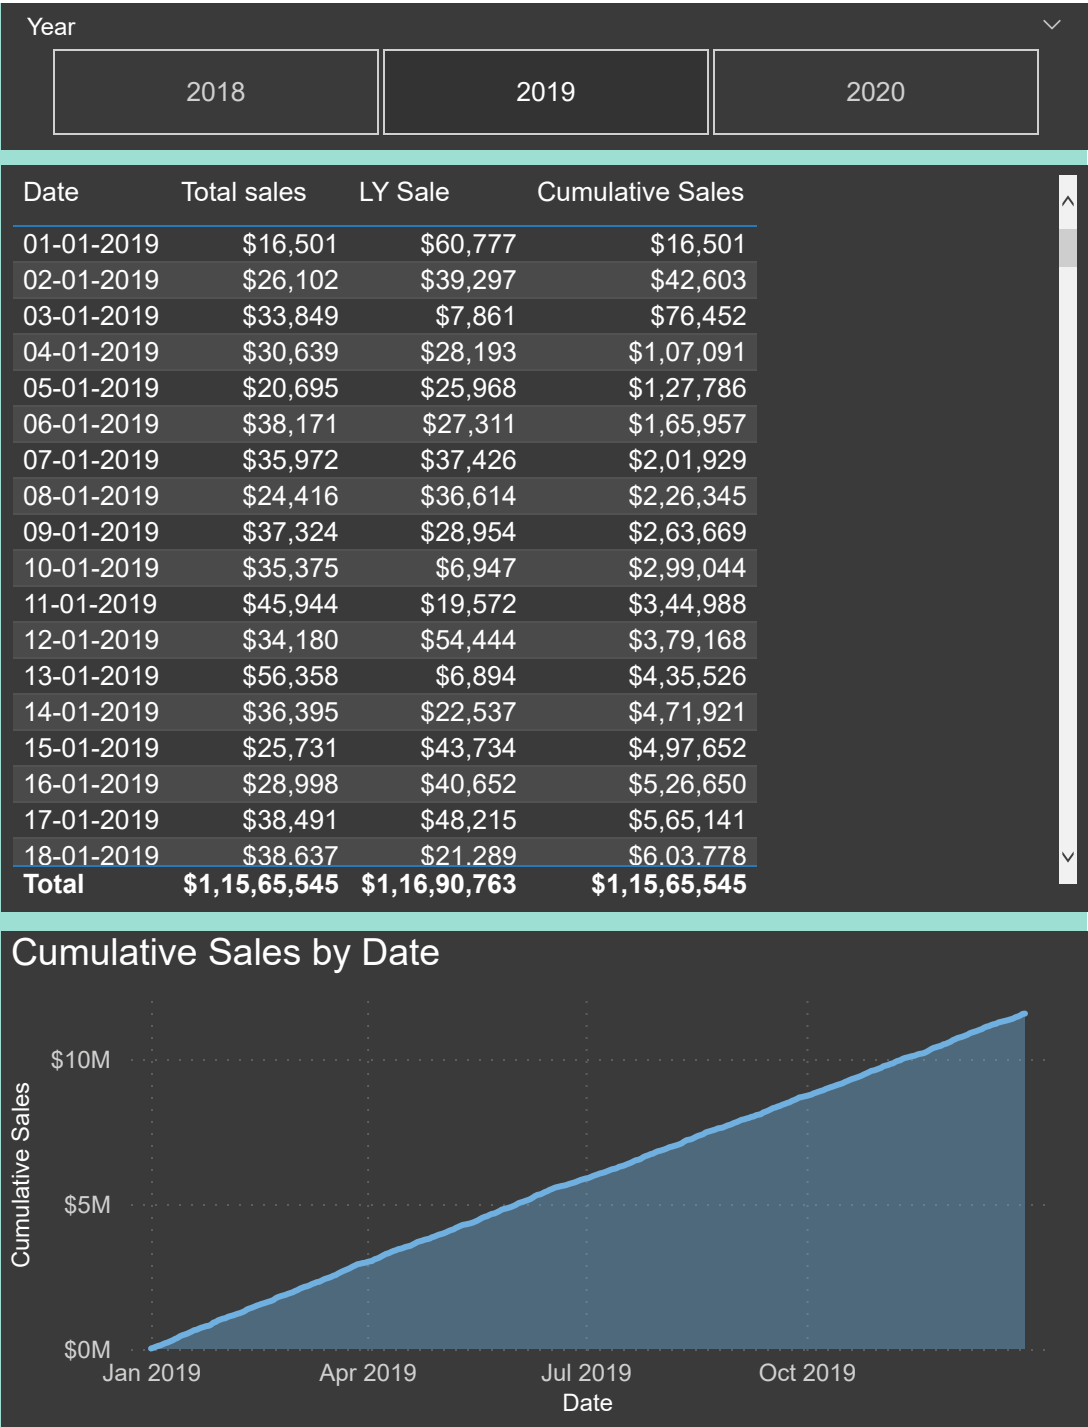 Year
2018 2019 2020
Date Total sales LY Sale Cumulative Sales
01-01-2019 $16,501 $60,777 $16,501
02-01-2019 $26,102 $39,297 $42,603
03-01-2019 $33,849 $7,861 $76,452
04-01-2019 $30,639 $28,193 $1,07,091
05-01-2019 $20,695 $25,968 $1,27,786
06-01-2019 $38,171 $27,311 $1,65,957
07-01-2019 $35,972 $37,426 $2,01,929
08-01-2019 $24,416 $36,614 $2,26,345
09-01-2019 $37,324 $28,954 $2,63,669
10-01-2019 $35,375 $6,947 $2,99,044
11-01-2019 $45,944 $19,572 $3,44,988
12-01-2019 $34,180 $54,444 $3,79,168
13-01-2019 $56,358 $6,894 $4,35,526
14-01-2019 $36,395 $22,537 $4,71,921
15-01-2019 $25,731 $43,734 $4,97,652
16-01-2019 $28,998 $40,652 $5,26,650
17-01-2019 $38,491 $48,215 $5,65,141
18-01-2019 $38,637 $21,289 $6,03,778
Total $1,15,65,545 $1,16,90,763 $1,15,65,545
Cumulative Sales by Date
Cumulative Sales
$10M
$5M
$0M
Jan 2019 Apr 2019 Jul 2019 Oct 2019
Date